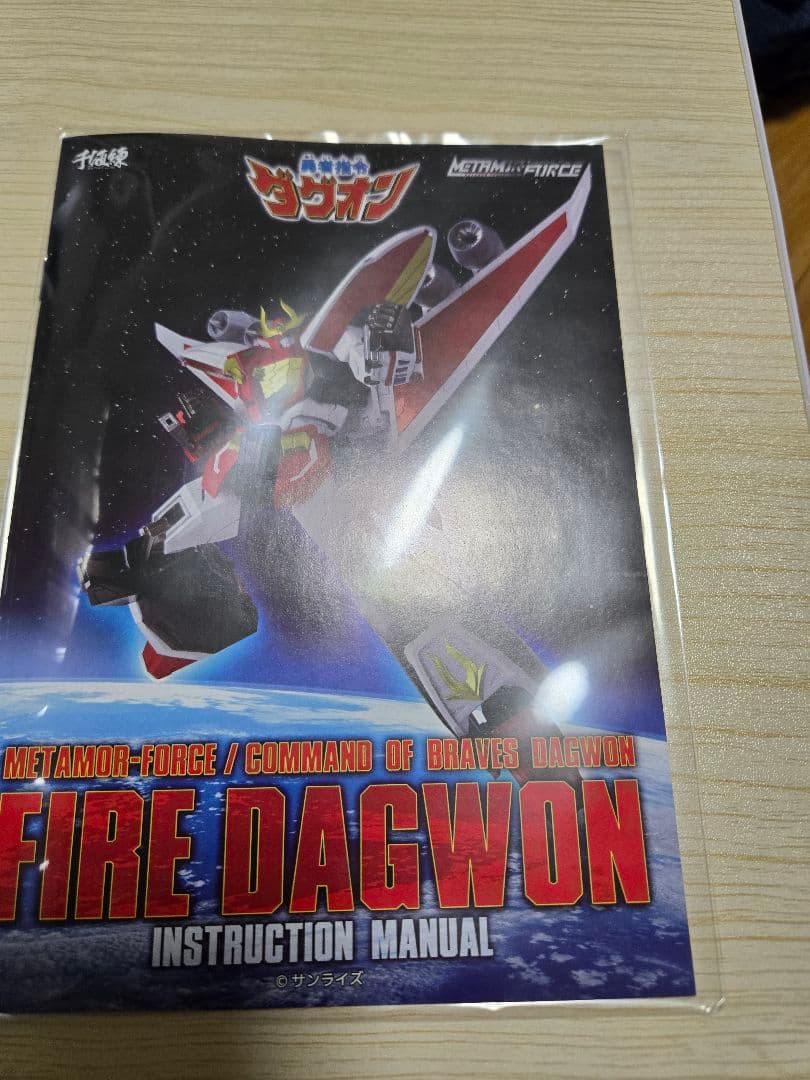 千値練
勇者指令
ダグオン
METAMOR-FORCE
METAMOR-FORCE / COMMAND OF BRAVES DAGWON
FIRE DAGWON
INSTRUCTION MANUAL
©サンライズ